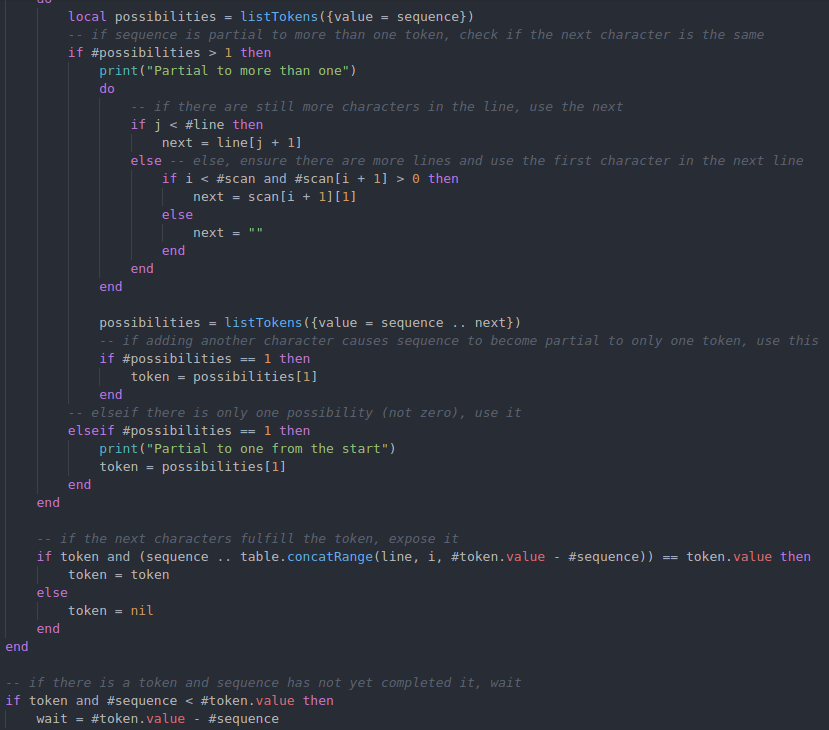 do
local possibilities = listTokens({value = sequence})
-- if sequence is partial to more than one token, check if the next character is the same
if #possibilities > 1 then
print("Partial to more than one")
do
-- if there are still more characters in the line, use the next
if j < #line then
next = line[j + 1]
else -- else, ensure there are more lines and use the first character in the next line
if i < #scan and #scan[i + 1] > 0 then
next = scan[i + 1][1]
else
next = ""
end
end
end
possibilities = listTokens({value = sequence .. next})
-- if adding another character causes sequence to become partial to only one token, use this
if #possibilities == 1 then
token = possibilities[1]
end
-- elseif there is only one possibility (not zero), use it
elseif #possibilities == 1 then
print("Partial to one from the start")
token = possibilities[1]
end
end
-- if the next characters fulfill the token, expose it
if token and (sequence .. table.concatRange(line, i, #token.value - #sequence)) == token.value then
token = token
else
token = nil
end
end
-- if there is a token and sequence has not yet completed it, wait
if token and #sequence < #token.value then
wait = #token.value - #sequence